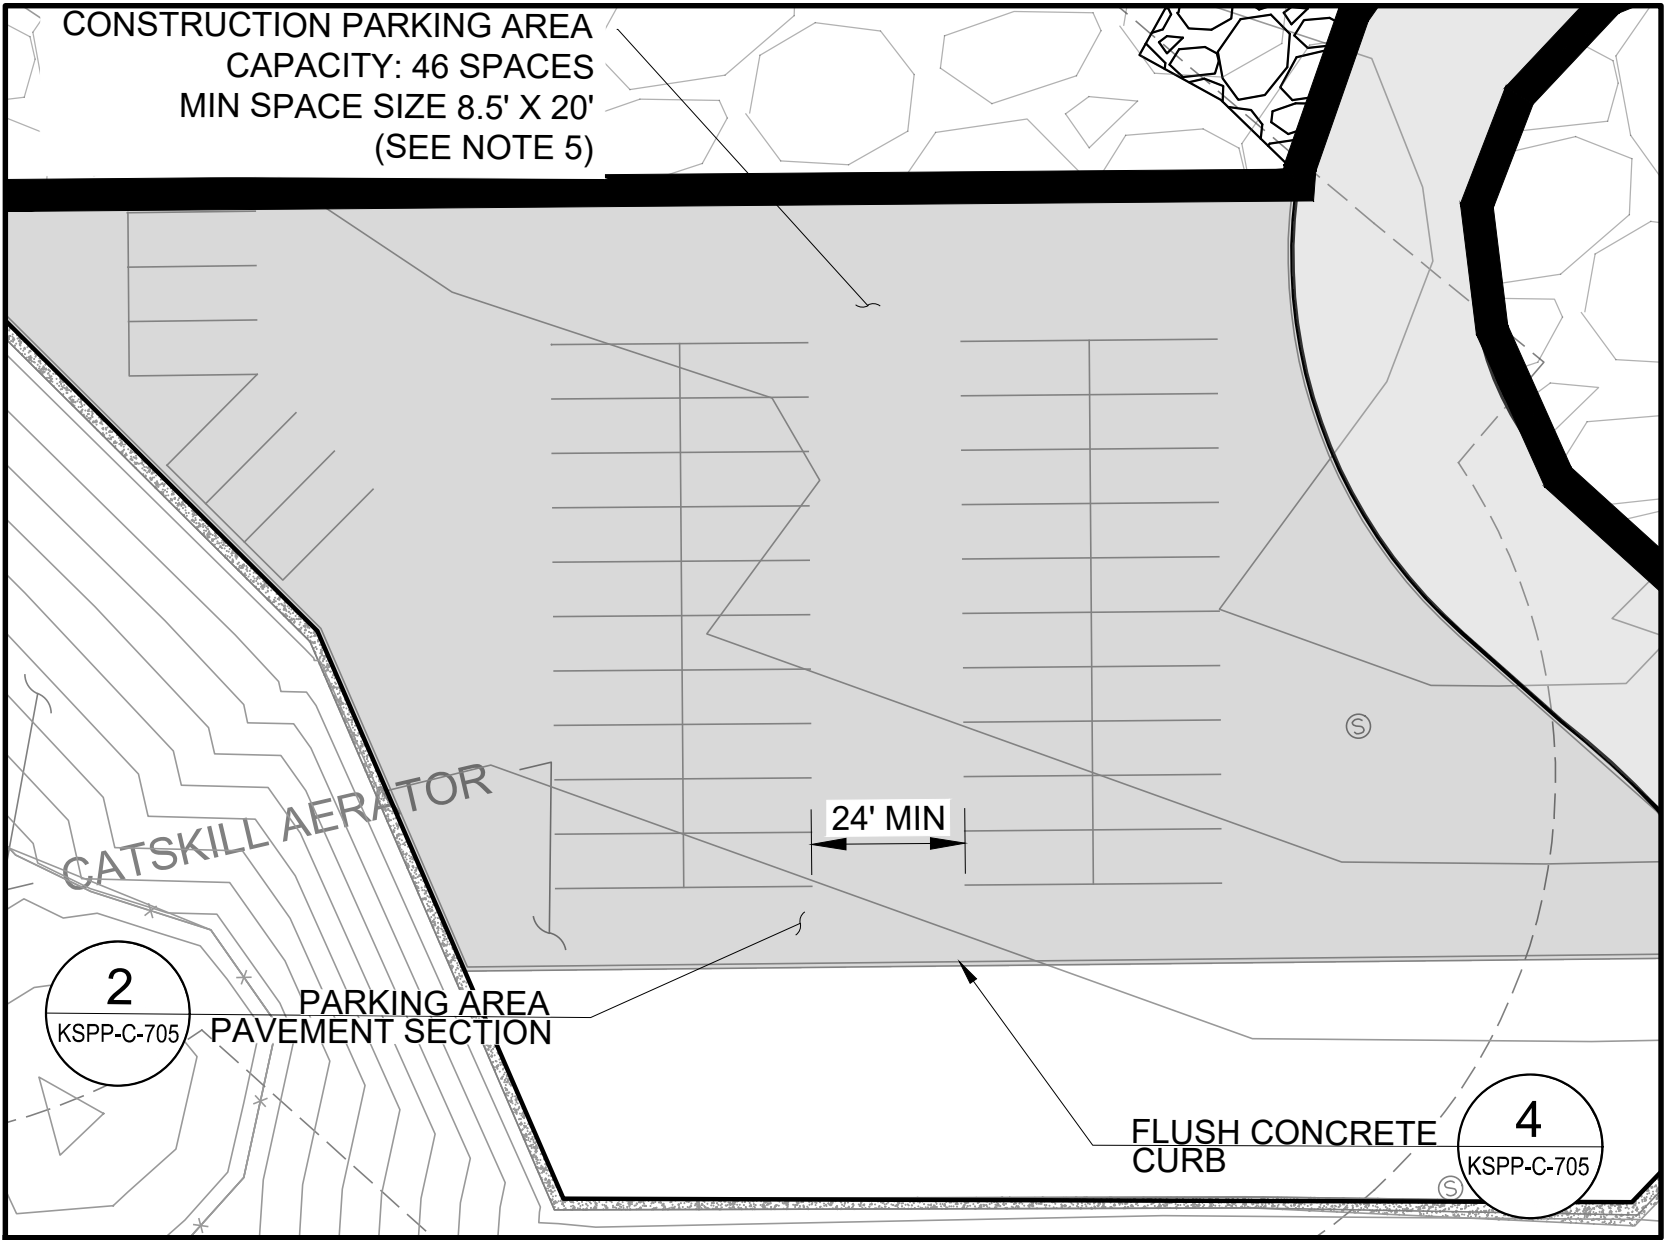 CONSTRUCTION PARKING AREA
CAPACITY: 46 SPACES
MIN SPACE SIZE 8.5' X 20'
(SEE NOTE 5)
S
CATSKILL AERATOR
24' MIN
2
KSPP-C-705
PARKING AREA
PAVEMENT SECTION
FLUSH CONCRETE
CURB
4
KSPP-C-705
S